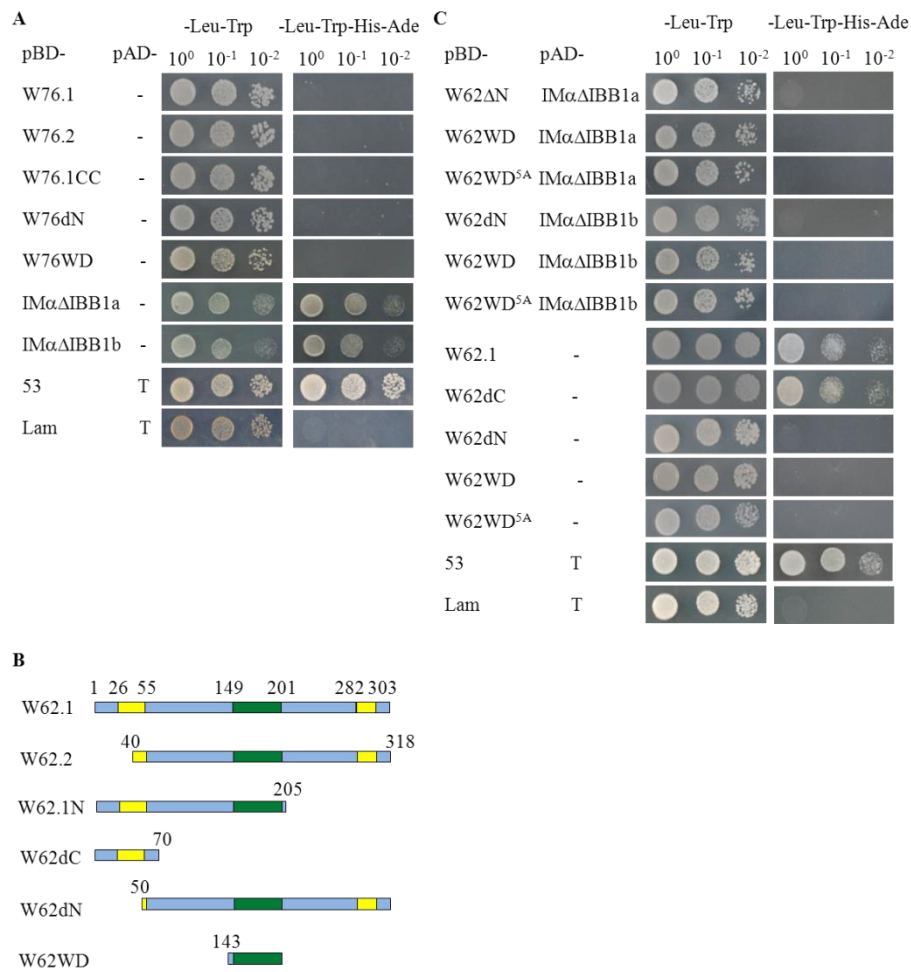 A
-Leu-Trp -Leu-Trp-His-Ade
pBD- pAD- 10⁰ 10⁻¹ 10⁻² 10⁰ 10⁻¹ 10⁻²
W76.1 -
W76.2 -
W76.1CC -
W76dN -
W76WD -
IMαΔIBB1a -
IMαΔIBB1b -
53 T
Lam T
B
1 26 55 149 201 282 303
W62.1
40 318
W62.2
205
W62.1N
70
W62dC
50
W62dN
143
W62WD
C
-Leu-Trp -Leu-Trp-His-Ade
pBD- pAD- 10⁰ 10⁻¹ 10⁻² 10⁰ 10⁻¹ 10⁻²
W62ΔN IMαΔIBB1a
W62WD IMαΔIBB1a
W62WD⁵ᴬ IMαΔIBB1a
W62dN IMαΔIBB1b
W62WD IMαΔIBB1b
W62WD⁵ᴬ IMαΔIBB1b
W62.1 -
W62dC -
W62dN -
W62WD -
W62WD⁵ᴬ -
53 T
Lam T